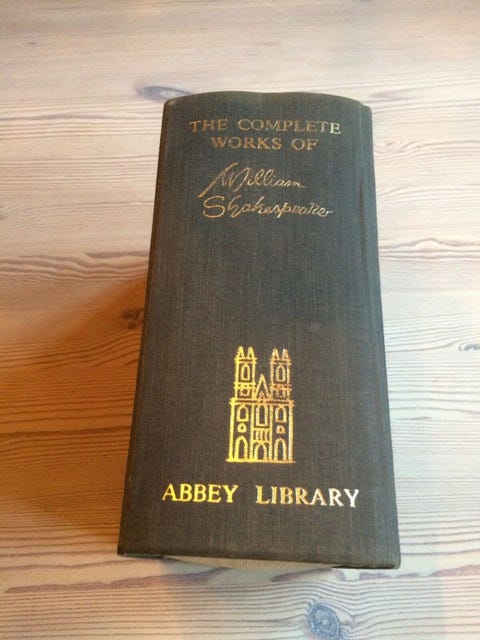 THE COMPLETE
WORKS OF
William
Shakespeare
ABBEY LIBRARY